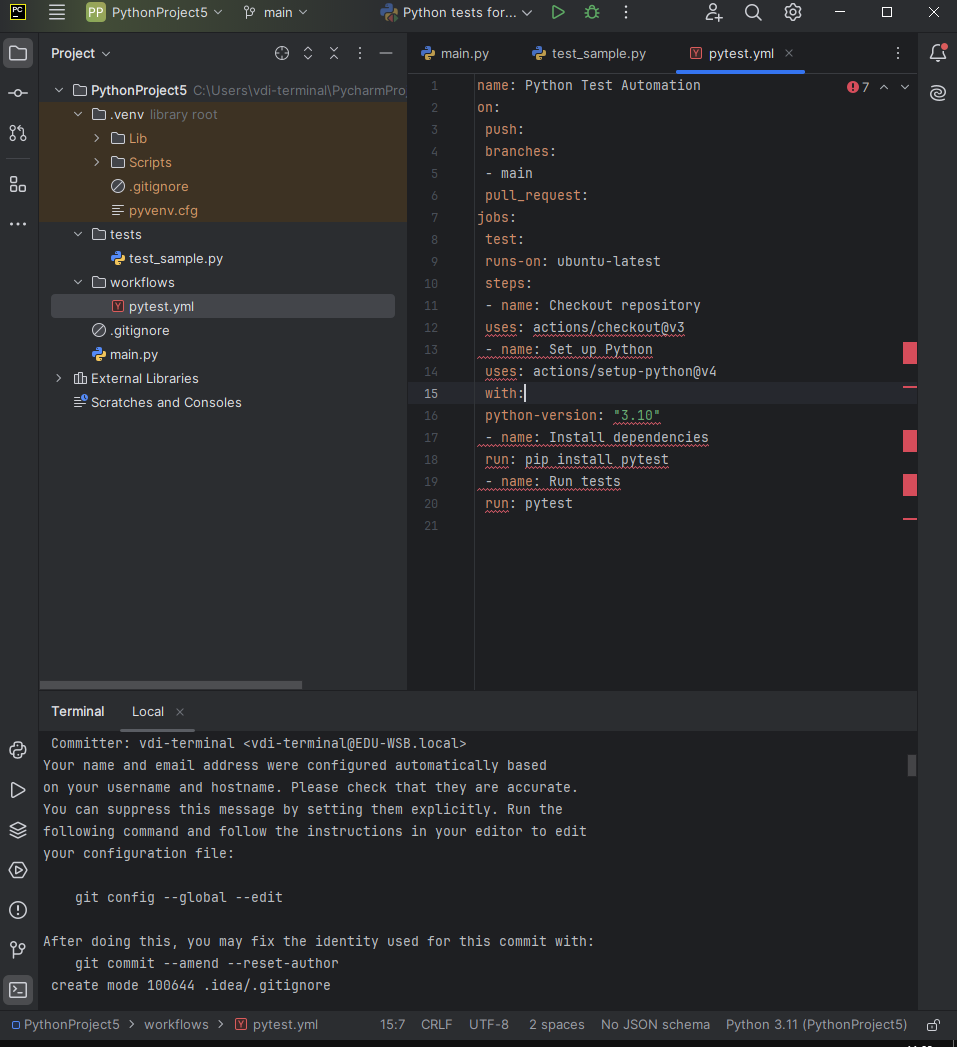 PC PP PythonProject5 main Python tests for...
Project
PythonProject5 C:\Users\vdi-terminal\PycharmPro
.venv library root
Lib
Scripts
.gitignore
pyvenv.cfg
tests
test_sample.py
workflows
pytest.yml
.gitignore
main.py
External Libraries
Scratches and Consoles
main.py test_sample.py pytest.yml
7
1 name: Python Test Automation
2 on:
3  push:
4  branches:
5  - main
6  pull_request:
7 jobs:
8  test:
9  runs-on: ubuntu-latest
10  steps:
11  - name: Checkout repository
12  uses: actions/checkout@v3
13  - name: Set up Python
14  uses: actions/setup-python@v4
15  with:
16  python-version: "3.10"
17  - name: Install dependencies
18  run: pip install pytest
19  - name: Run tests
20  run: pytest
21
Terminal Local
Committer: vdi-terminal <vdi-terminal@EDU-WSB.local>
Your name and email address were configured automatically based
on your username and hostname. Please check that they are accurate.
You can suppress this message by setting them explicitly. Run the
following command and follow the instructions in your editor to edit
your configuration file:
git config --global --edit
After doing this, you may fix the identity used for this commit with:
git commit --amend --reset-author
create mode 100644 .idea/.gitignore
PythonProject5 > workflows > pytest.yml 15:7 CRLF UTF-8 2 spaces No JSON schema Python 3.11 (PythonProject5)